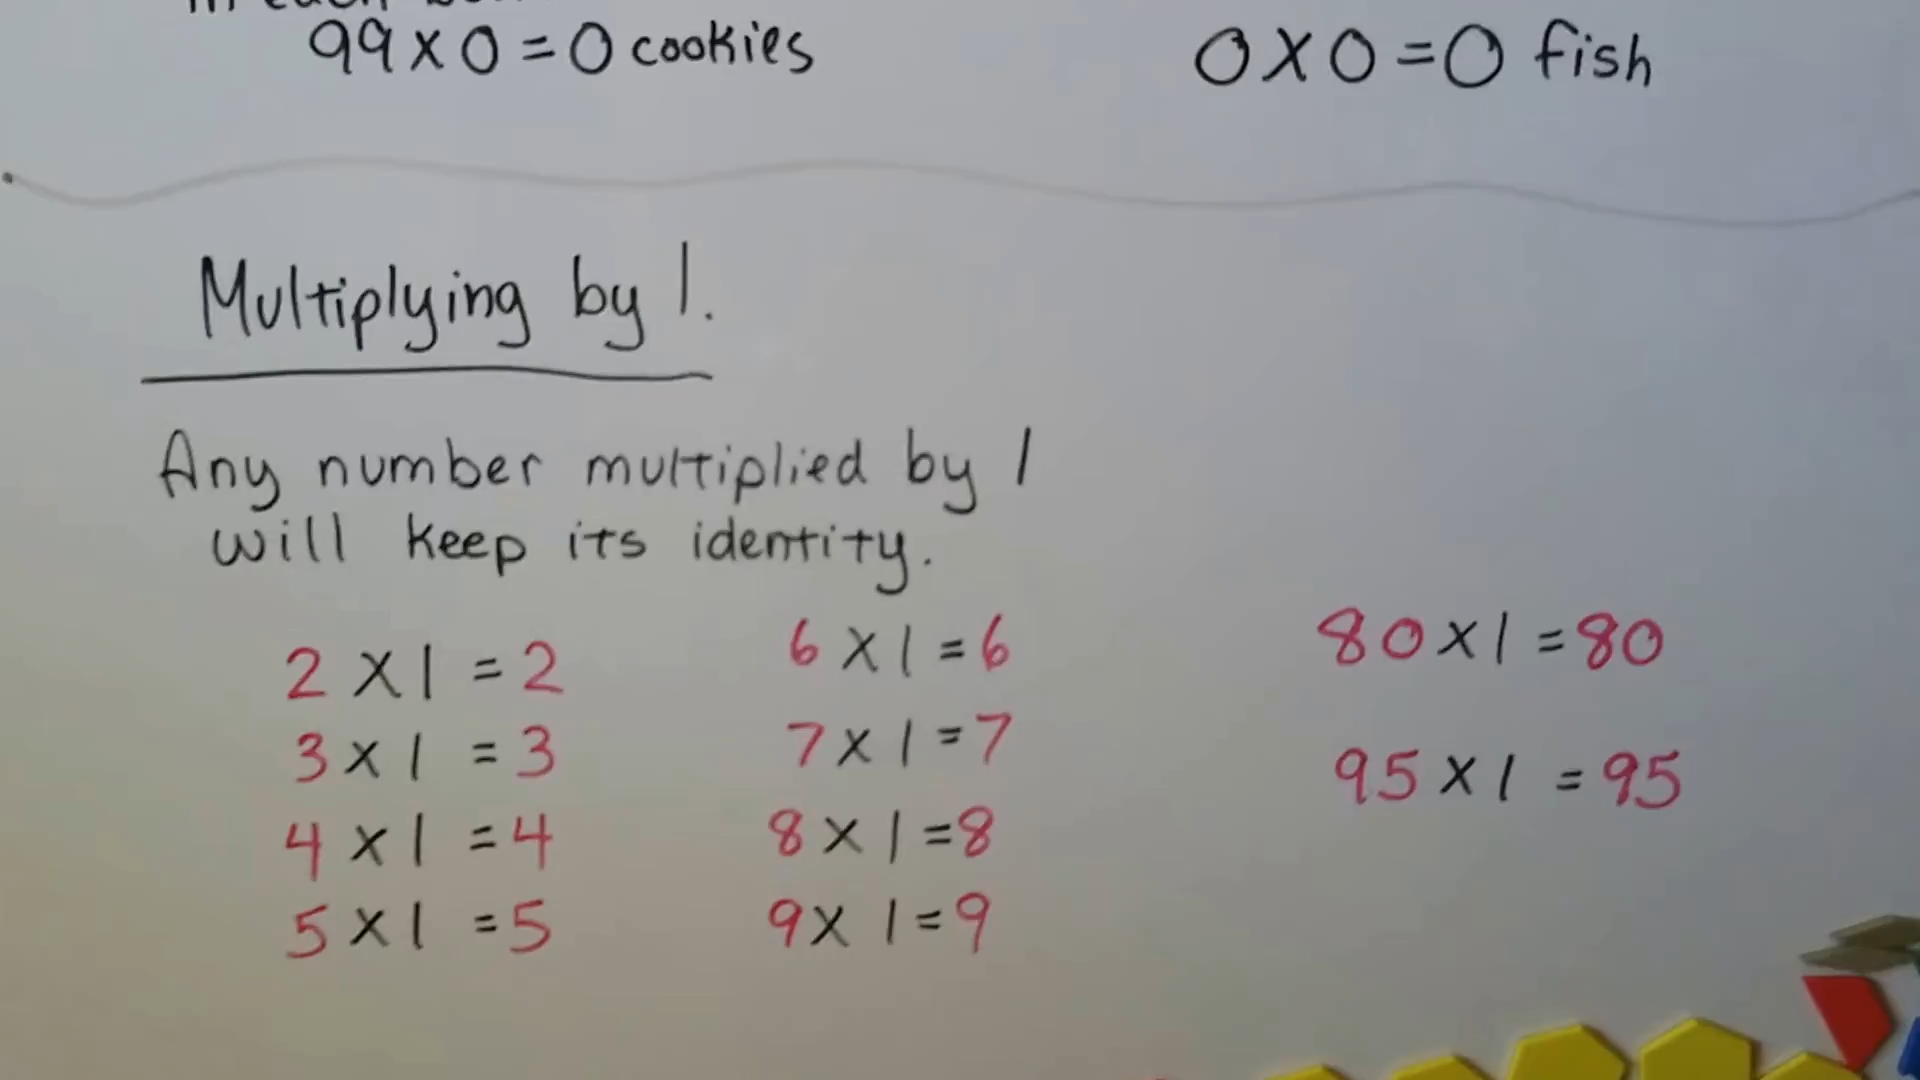 in each
99 x 0 = 0 cookies
0 x 0 = 0 fish
Multiplying by 1.
Any number multiplied by 1
will keep its identity.
2 x 1 = 2
3 x 1 = 3
4 x 1 = 4
5 x 1 = 5
6 x 1 = 6
7 x 1 = 7
8 x 1 = 8
9 x 1 = 9
80 x 1 = 80
95 x 1 = 95